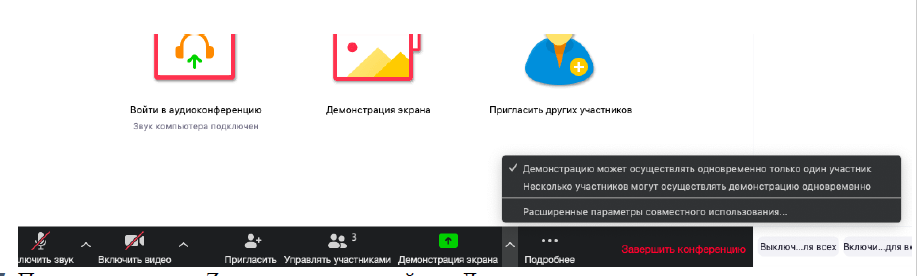 Войти в аудиоконференцию
Звук компьютера подключен
Демонстрация экрана
Пригласить других участников
✓ Демонстрацию может осуществлять одновременно только один участник
Несколько участников могут осуществлять демонстрацию одновременно
Расширенные параметры совместного использования...
лючить звук
Включить видео
Пригласить
Управлять участниками
3
Демонстрация экрана
Подробнее
Завершить конференцию
Выключ...ля всех
Включи...для вс